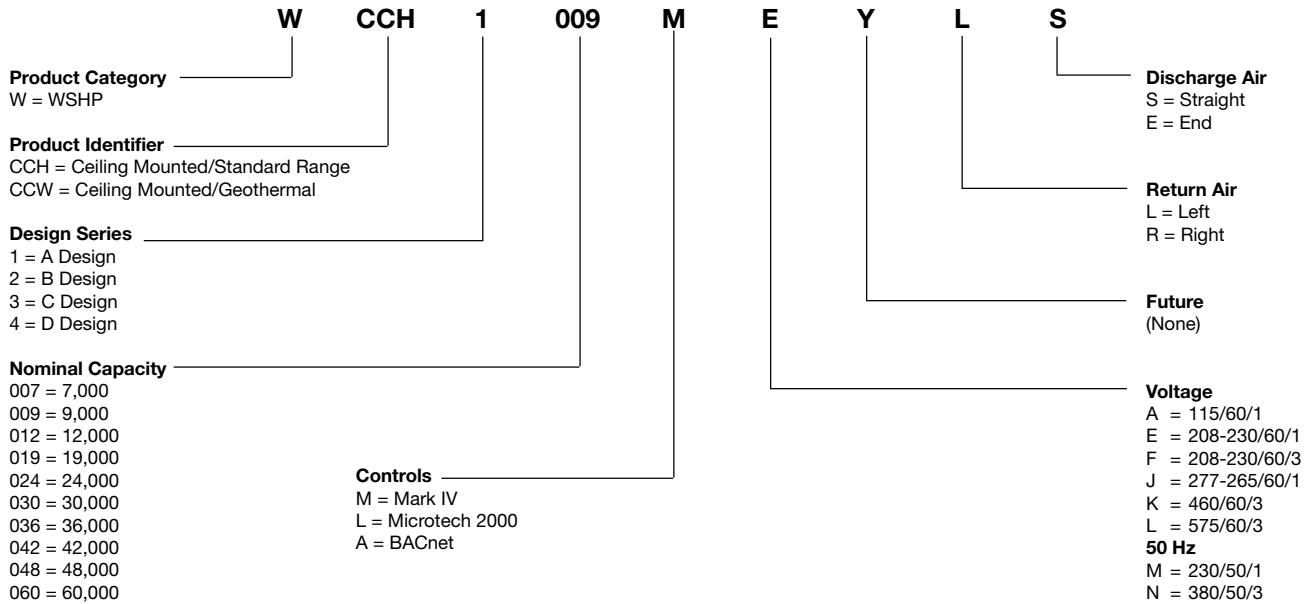 W CCH 1 009 M E Y L S
Product Category
W = WSHP
Product Identifier
CCH = Ceiling Mounted/Standard Range
CCW = Ceiling Mounted/Geothermal
Design Series
1 = A Design
2 = B Design
3 = C Design
4 = D Design
Nominal Capacity
007 = 7,000
009 = 9,000
012 = 12,000
019 = 19,000
024 = 24,000
030 = 30,000
036 = 36,000
042 = 42,000
048 = 48,000
060 = 60,000
Controls
M = Mark IV
L = Microtech 2000
A = BACnet
Discharge Air
S = Straight
E = End
Return Air
L = Left
R = Right
Future
(None)
Voltage
A = 115/60/1
E = 208-230/60/1
F = 208-230/60/3
J = 277-265/60/1
K = 460/60/3
L = 575/60/3
50 Hz
M = 230/50/1
N = 380/50/3